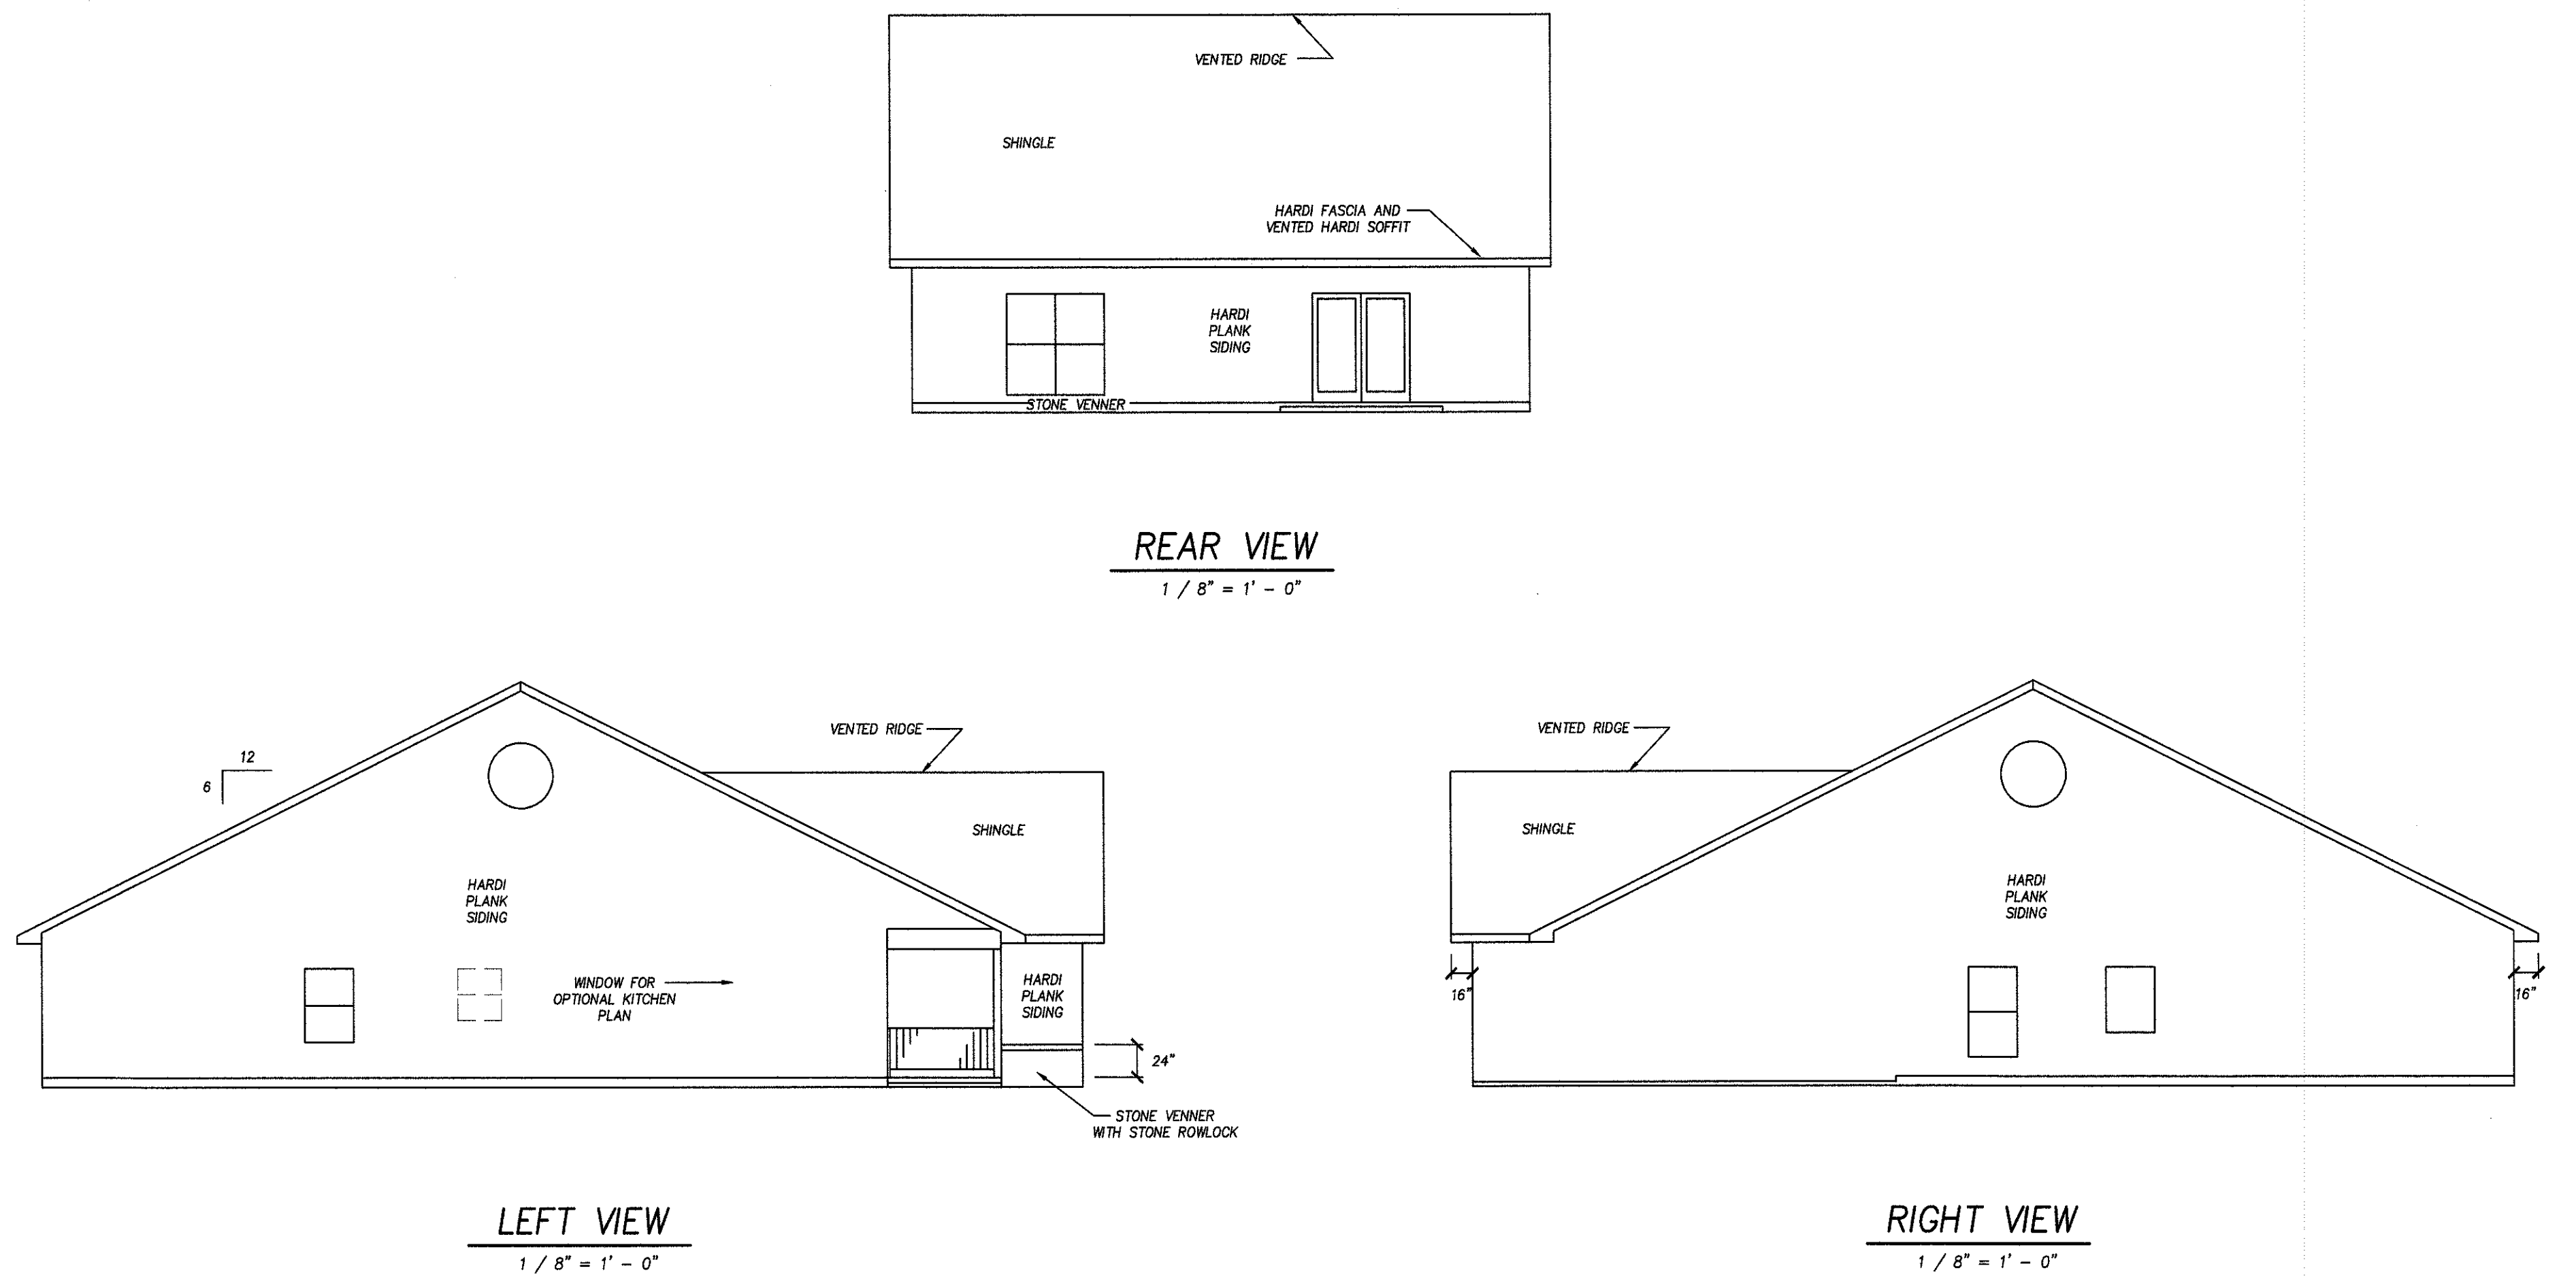 VENTED RIDGE
SHINGLE
HARDI FASCIA AND
VENTED HARDI SOFFIT
HARDI
PLANK
SIDING
STONE VENNER
REAR VIEW
1 / 8" = 1' - 0"
VENTED RIDGE
12
6
SHINGLE
HARDI
PLANK
SIDING
WINDOW FOR
OPTIONAL KITCHEN
PLAN
HARDI
PLANK
SIDING
24"
STONE VENNER
WITH STONE ROWLOCK
LEFT VIEW
1 / 8" = 1' - 0"
VENTED RIDGE
SHINGLE
HARDI
PLANK
SIDING
16"
16"
RIGHT VIEW
1 / 8" = 1' - 0"